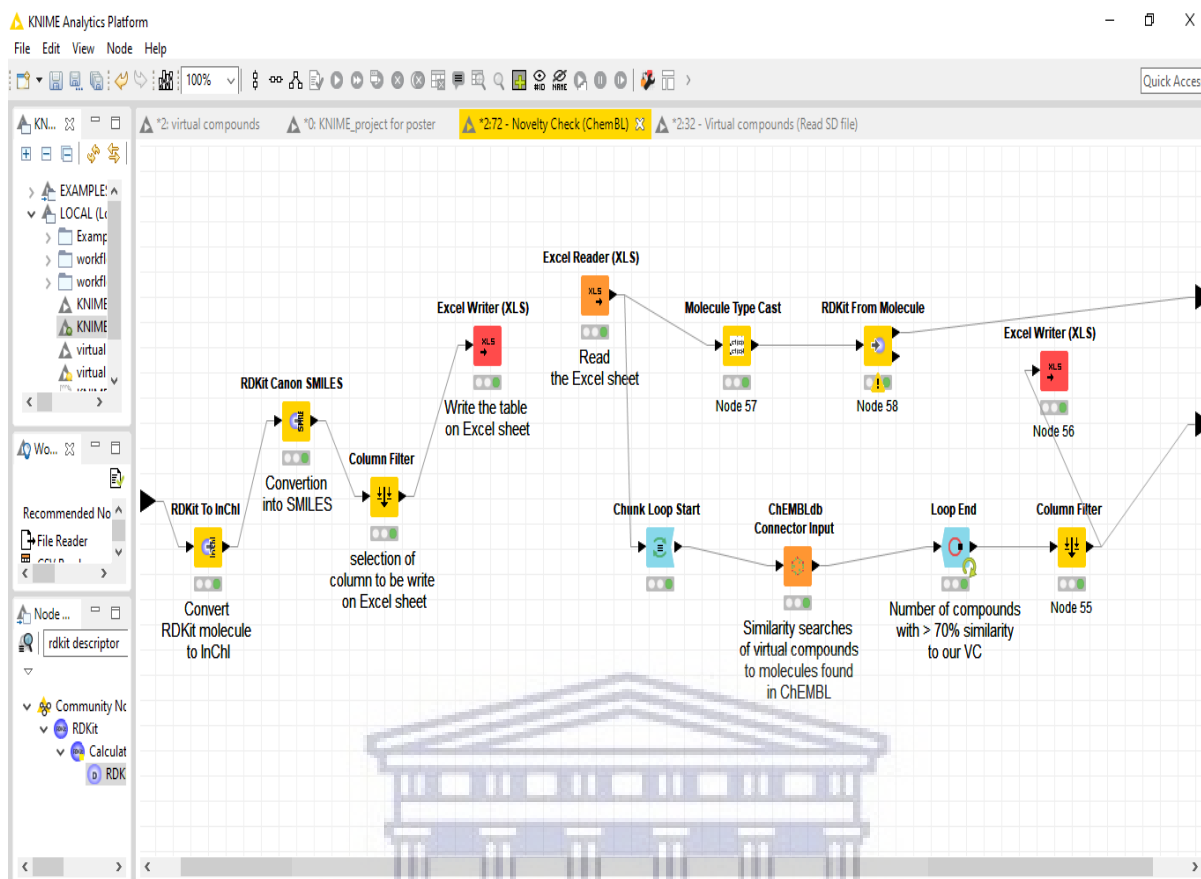 KNIME Analytics Platform
File Edit View Node Help
100%
#ID
NAME
Quick Acces
KN...
*2: virtual compounds
*0: KNIME_project for poster
*2:72 - Novelty Check (ChemBL)
*2:32 - Virtual compounds (Read SD file)
EXAMPLE
LOCAL (Lo
Examp
workfl
workfl
KNIME
KNIME
virtual
virtual
Wo...
Recommended No
File Reader
Node ...
rdkit descriptor
Community No
RDKit
Calculat
RDK
Excel Reader (XLS)
XLS
Read
the Excel sheet
Excel Writer (XLS)
XLS
Write the table
on Excel sheet
Molecule Type Cast
Node 57
RDKit From Molecule
Node 58
Excel Writer (XLS)
XLS
Node 56
RDKit Canon SMILES
Convertion
into SMILES
Column Filter
selection of
column to be write
on Excel sheet
RDKit To InChI
Convert
RDKit molecule
to InChI
Chunk Loop Start
ChEMBLdb
Connector Input
Similarity searches
of virtual compounds
to molecules found
in ChEMBL
Loop End
Number of compounds
with > 70% similarity
to our VC
Column Filter
Node 55